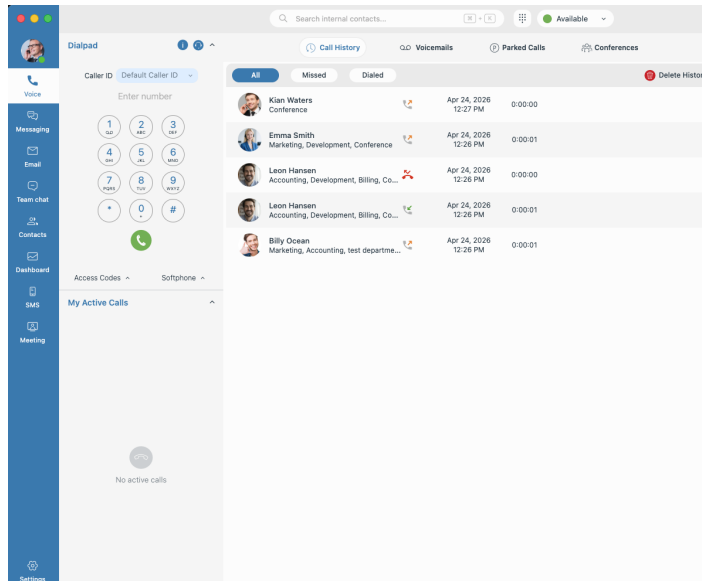 Search internal contacts...
⌘ + K
Available
Dialpad
Call History
Voicemails
Parked Calls
Conferences
Caller ID
Default Caller ID
Enter number
1
2 ABC
3 DEF
4 GHI
5 JKL
6 MNO
7 PQRS
8 TUV
9 WXYZ
*
0 +
#
Access Codes
Softphone
My Active Calls
No active calls
Voice
Messaging
Email
Team chat
Contacts
Dashboard
SMS
Meeting
Settings
All
Missed
Dialed
Delete Histor
Kian Waters
Conference
Apr 24, 2026
12:27 PM
0:00:00
Emma Smith
Marketing, Development, Conference
Apr 24, 2026
12:26 PM
0:00:01
Leon Hansen
Accounting, Development, Billing, Co...
Apr 24, 2026
12:26 PM
0:00:00
Leon Hansen
Accounting, Development, Billing, Co...
Apr 24, 2026
12:26 PM
0:00:01
Billy Ocean
Marketing, Accounting, test departme...
Apr 24, 2026
12:26 PM
0:00:01